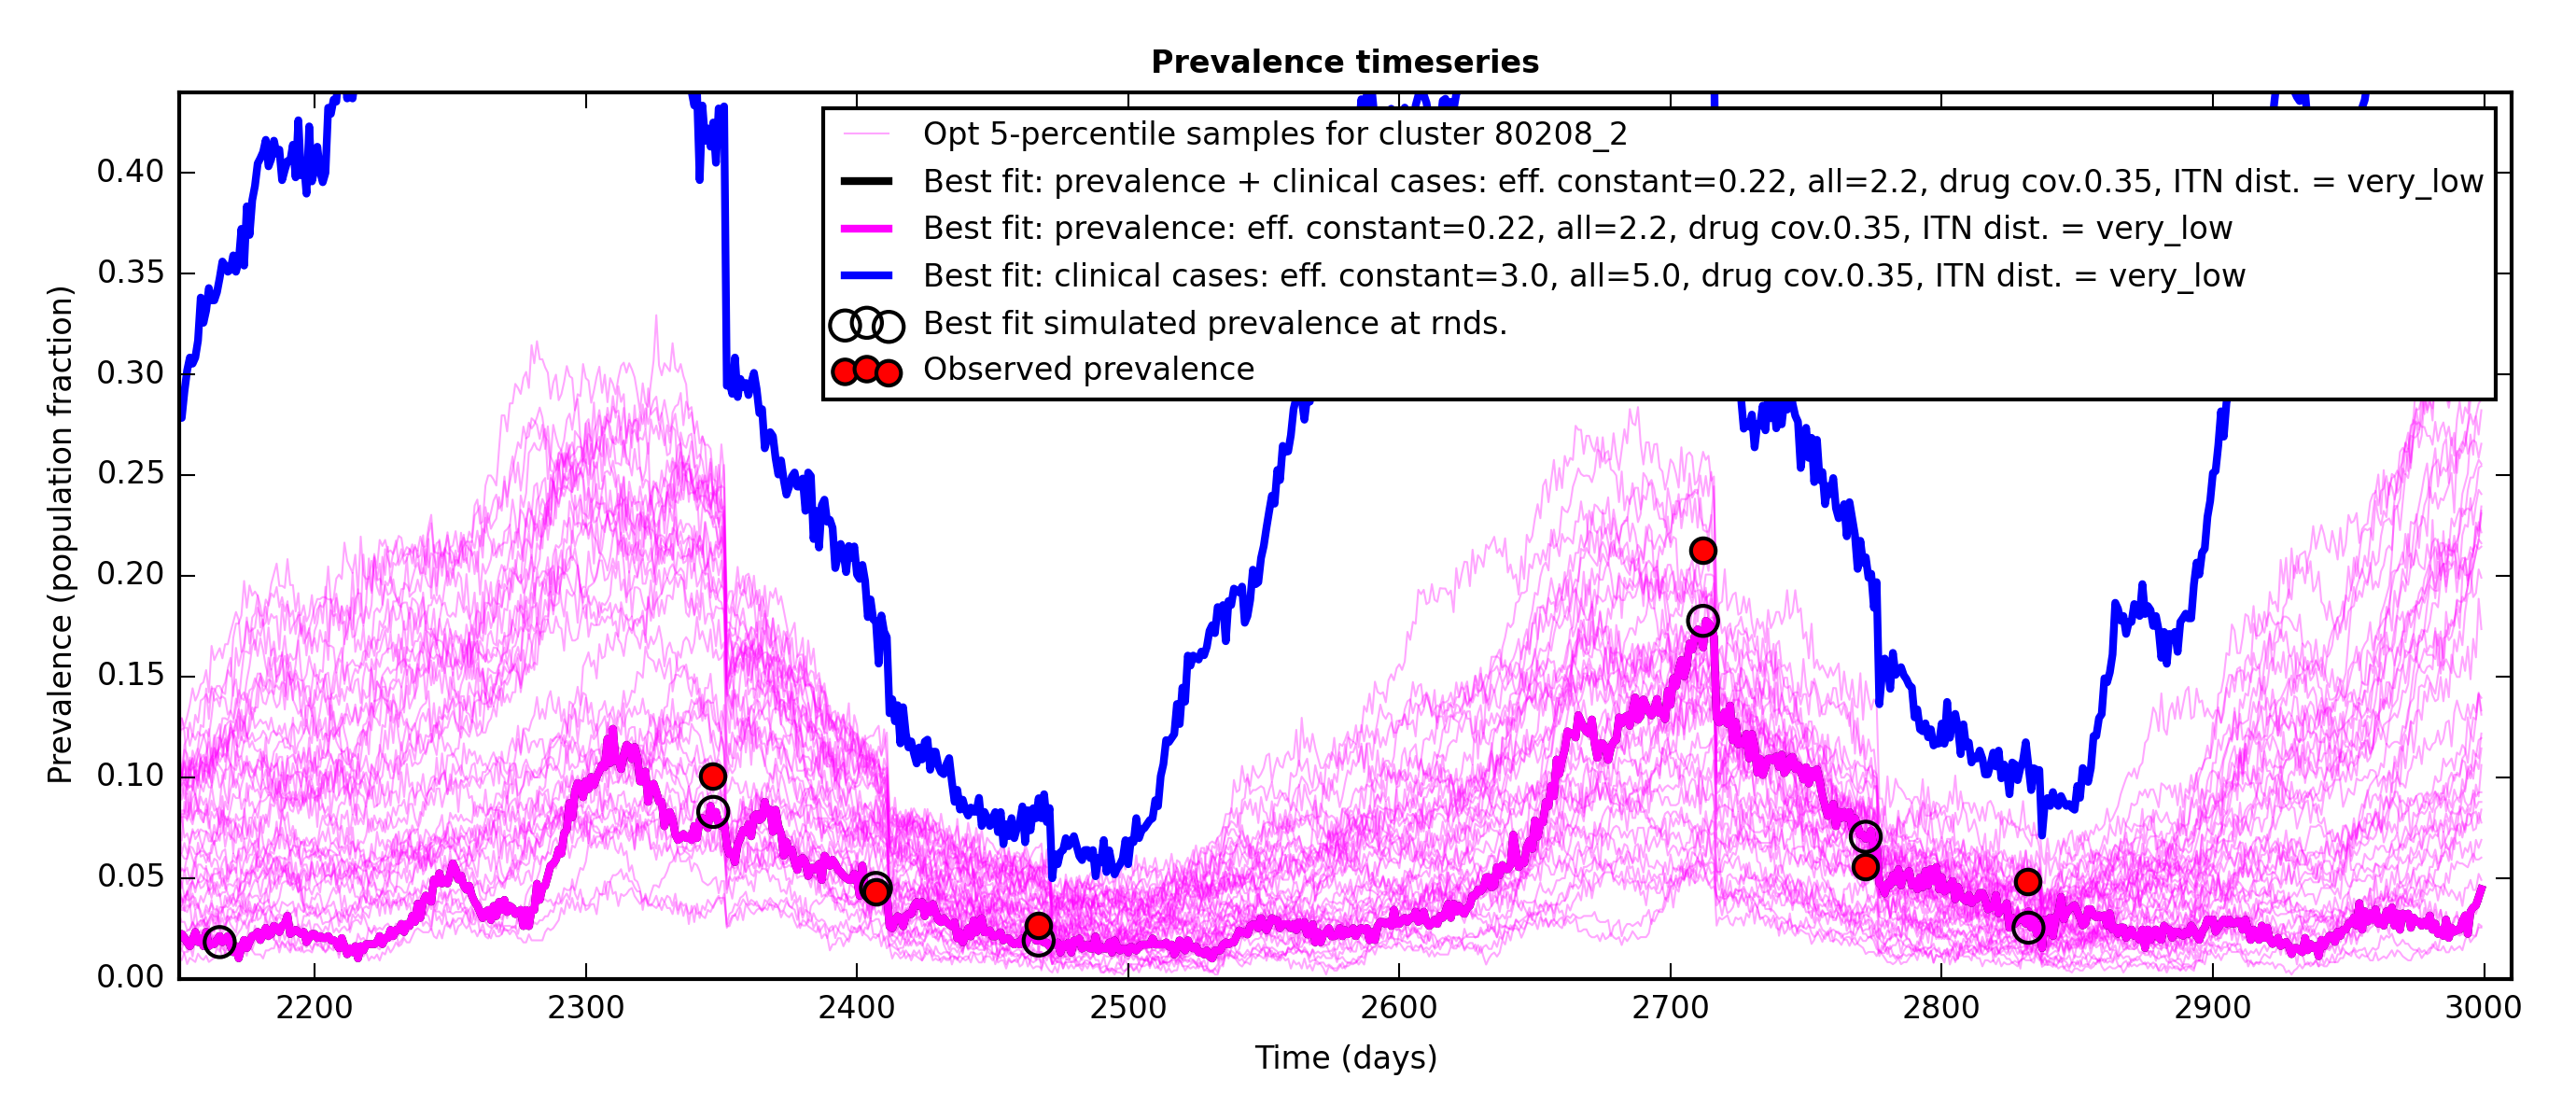 Prevalence timeseries
Prevalence (population fraction)
0.40
0.35
0.30
0.25
0.20
0.15
0.10
0.05
0.00
Opt 5-percentile samples for cluster 80208_2
Best fit: prevalence + clinical cases: eff. constant=0.22, all=2.2, drug cov.0.35, ITN dist. = very_low
Best fit: prevalence: eff. constant=0.22, all=2.2, drug cov.0.35, ITN dist. = very_low
Best fit: clinical cases: eff. constant=3.0, all=5.0, drug cov.0.35, ITN dist. = very_low
Best fit simulated prevalence at rnds.
Observed prevalence
2200 2300 2400 2500 2600 2700 2800 2900 3000
Time (days)